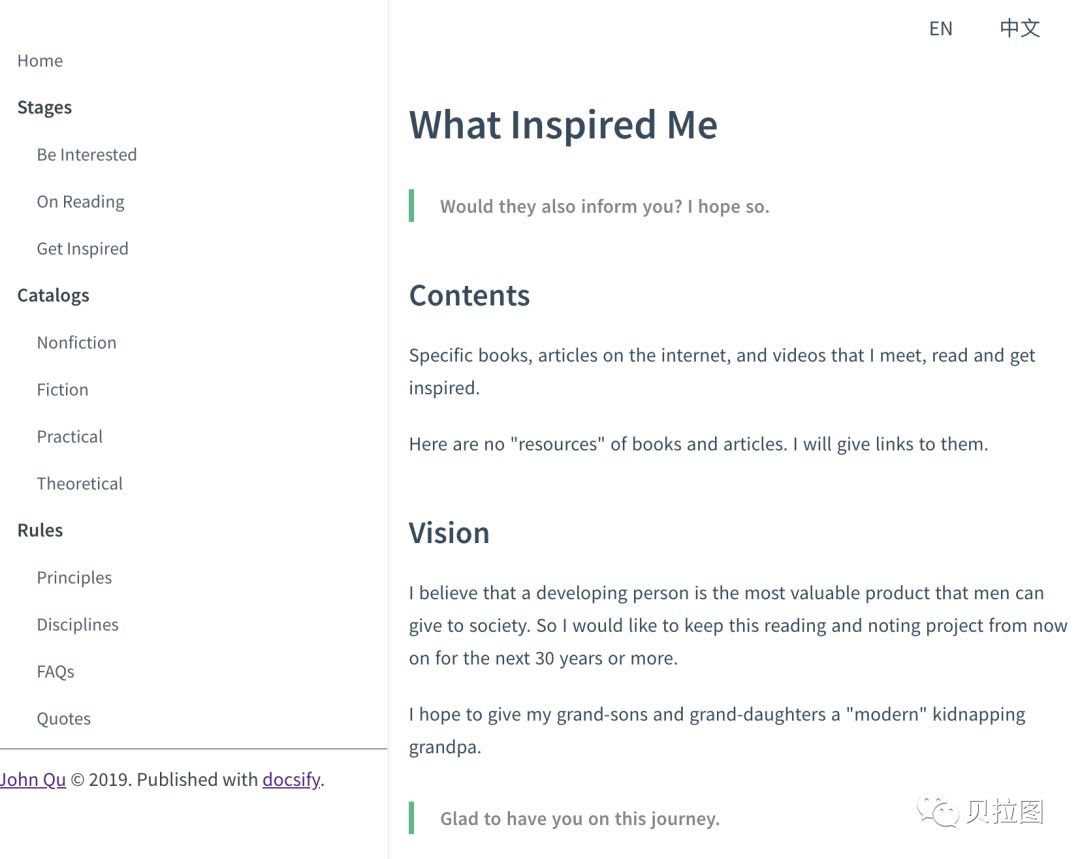 EN 中文
Home
Stages
Be Interested
On Reading
Get Inspired
Catalogs
Nonfiction
Fiction
Practical
Theoretical
Rules
Principles
Disciplines
FAQs
Quotes
John Qu © 2019. Published with docsify.
What Inspired Me
Would they also inform you? I hope so.
Contents
Specific books, articles on the internet, and videos that I meet, read and get
inspired.
Here are no "resources" of books and articles. I will give links to them.
Vision
I believe that a developing person is the most valuable product that men can
give to society. So I would like to keep this reading and noting project from now
on for the next 30 years or more.
I hope to give my grand-sons and grand-daughters a "modern" kidnapping
grandpa.
Glad to have you on this journey.
贝拉图